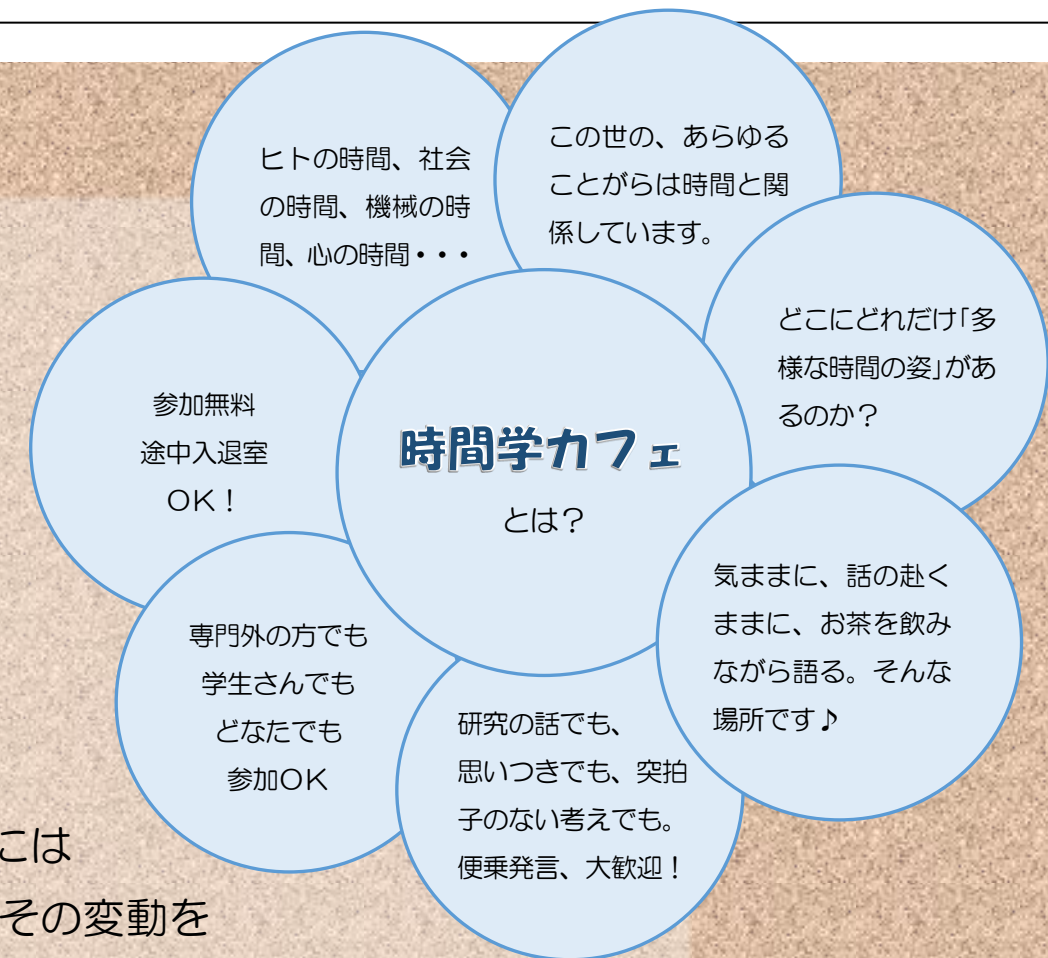 ヒトの時間、社会
の時間、機械の時
間、心の時間・・・
この世の、あらゆる
ことがらは時間と関
係しています。
どこにどれだけ「多
様な時間の姿」があ
るのか？
時間学カフェ
とは？
参加無料
途中入退室
OK！
気ままに、話の赴く
ままに、お茶を飲み
ながら語る。そんな
場所です♪
専門外の方でも
学生さんでも
どなたでも
参加OK
研究の話でも、
思いつきでも、突拍
子のない考えでも。
便乗発言、大歓迎！
には
その変動を